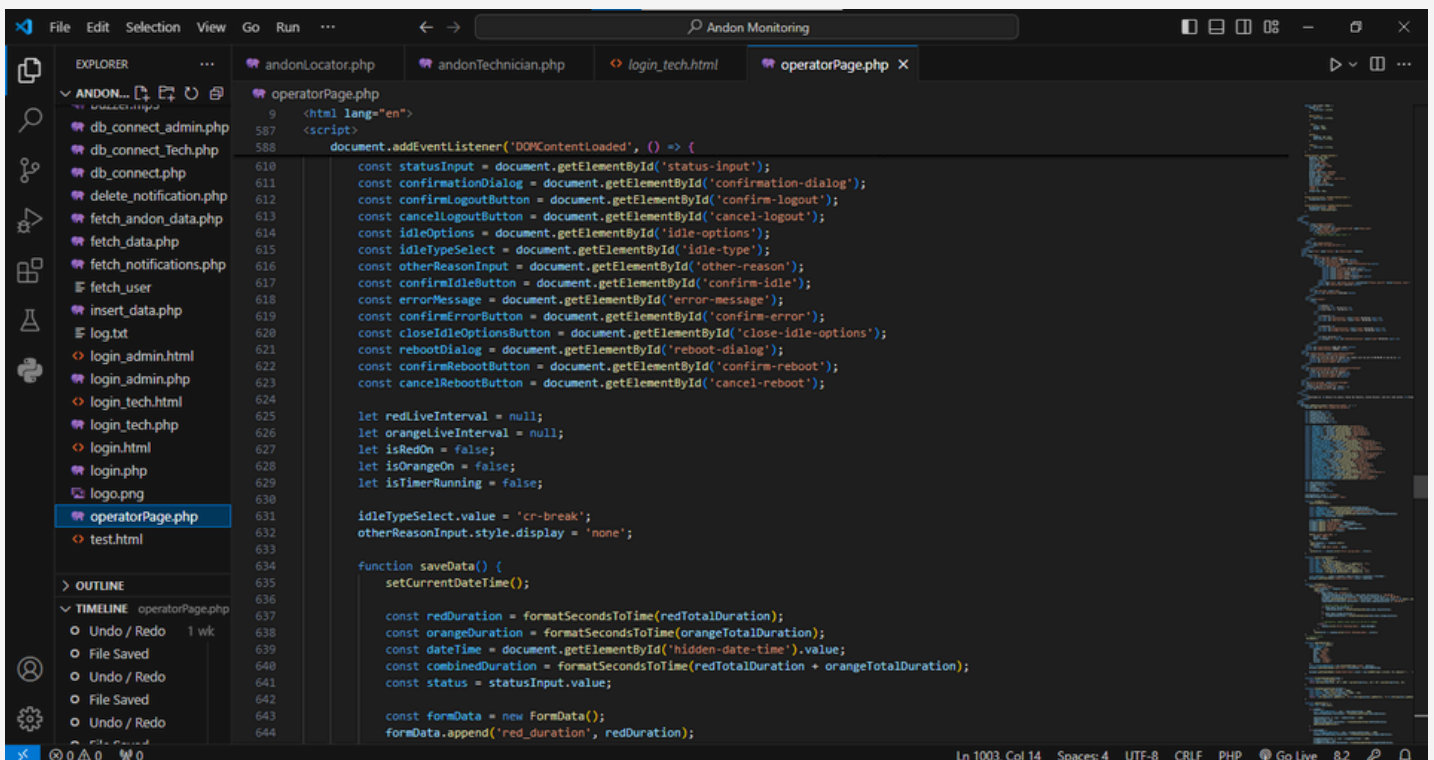 File Edit Selection View Go Run ··· Andon Monitoring
EXPLORER ···
andonLocator.php andonTechnician.php login_tech.html operatorPage.php
ANDON...
operatorPage.php
buzzer.mp3
db_connect_admin.php
db_connect_Tech.php
db_connect.php
delete_notification.php
fetch_andon_data.php
fetch_data.php
fetch_notifications.php
fetch_user
insert_data.php
log.txt
login_admin.html
login_admin.php
login_tech.html
login_tech.php
login.html
login.php
logo.png
operatorPage.php
test.html
OUTLINE
TIMELINE operatorPage.php
Undo / Redo 1 wk
File Saved
Undo / Redo
File Saved
Undo / Redo
File Saved
9 <html lang="en">
587 <script>
588 document.addEventListener('DOMContentLoaded', () => {
610 const statusInput = document.getElementById('status-input');
611 const confirmationDialog = document.getElementById('confirmation-dialog');
612 const confirmLogoutButton = document.getElementById('confirm-logout');
613 const cancelLogoutButton = document.getElementById('cancel-logout');
614 const idleOptions = document.getElementById('idle-options');
615 const idleTypeSelect = document.getElementById('idle-type');
616 const otherReasonInput = document.getElementById('other-reason');
617 const confirmIdleButton = document.getElementById('confirm-idle');
618 const errorMessage = document.getElementById('error-message');
619 const confirmErrorButton = document.getElementById('confirm-error');
620 const closeIdleOptionsButton = document.getElementById('close-idle-options');
621 const rebootDialog = document.getElementById('reboot-dialog');
622 const confirmRebootButton = document.getElementById('confirm-reboot');
623 const cancelRebootButton = document.getElementById('cancel-reboot');
624
625 let redLiveInterval = null;
626 let orangeLiveInterval = null;
627 let isRedOn = false;
628 let isOrangeOn = false;
629 let isTimerRunning = false;
630
631 idleTypeSelect.value = 'cr-break';
632 otherReasonInput.style.display = 'none';
633
634 function saveData() {
635 setCurrentDateTime();
636
637 const redDuration = formatSecondsToTime(redTotalDuration);
638 const orangeDuration = formatSecondsToTime(orangeTotalDuration);
639 const dateTime = document.getElementById('hidden-date-time').value;
640 const combinedDuration = formatSecondsToTime(redTotalDuration + orangeTotalDuration);
641 const status = statusInput.value;
642
643 const formData = new FormData();
644 formData.append('red_duration', redDuration);
0 0 0 Ln 1003, Col 14 Spaces: 4 UTF-8 CRLF PHP Go Live 8.2